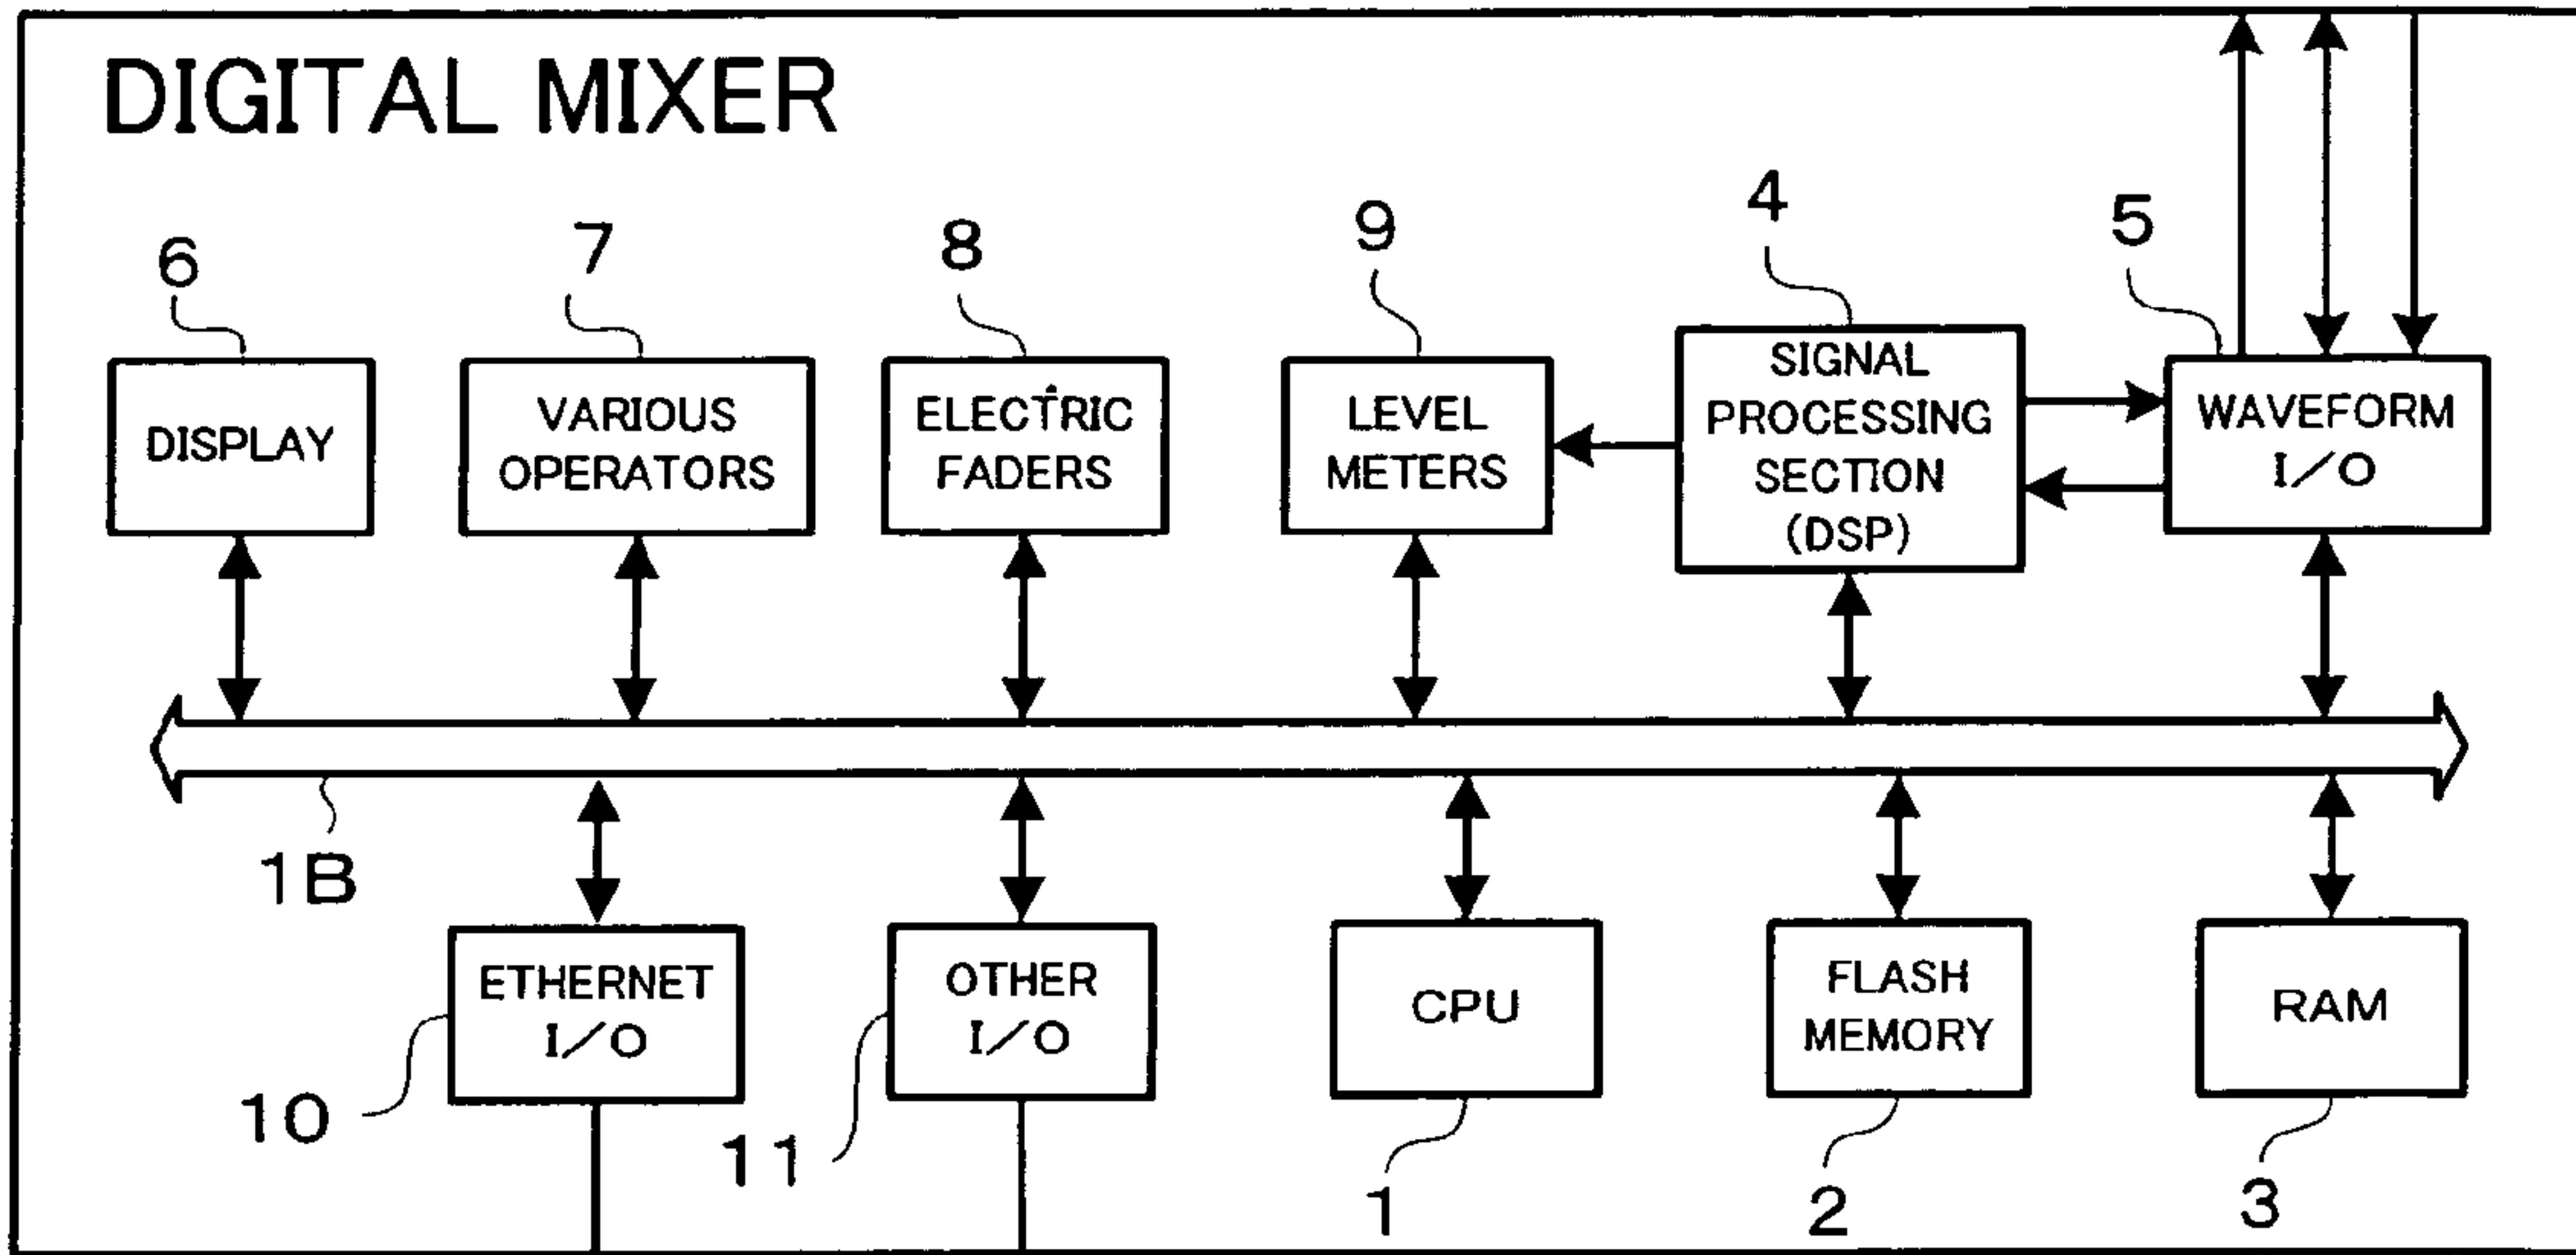 DIGITAL MIXER
6
7
8
9
4
5
DISPLAY
VARIOUS
OPERATORS
ELECTRIC
FADERS
LEVEL
METERS
SIGNAL
PROCESSING
SECTION
(DSP)
WAVEFORM
I/O
1B
ETHERNET
I/O
OTHER
I/O
CPU
FLASH
MEMORY
RAM
10
11
1
2
3